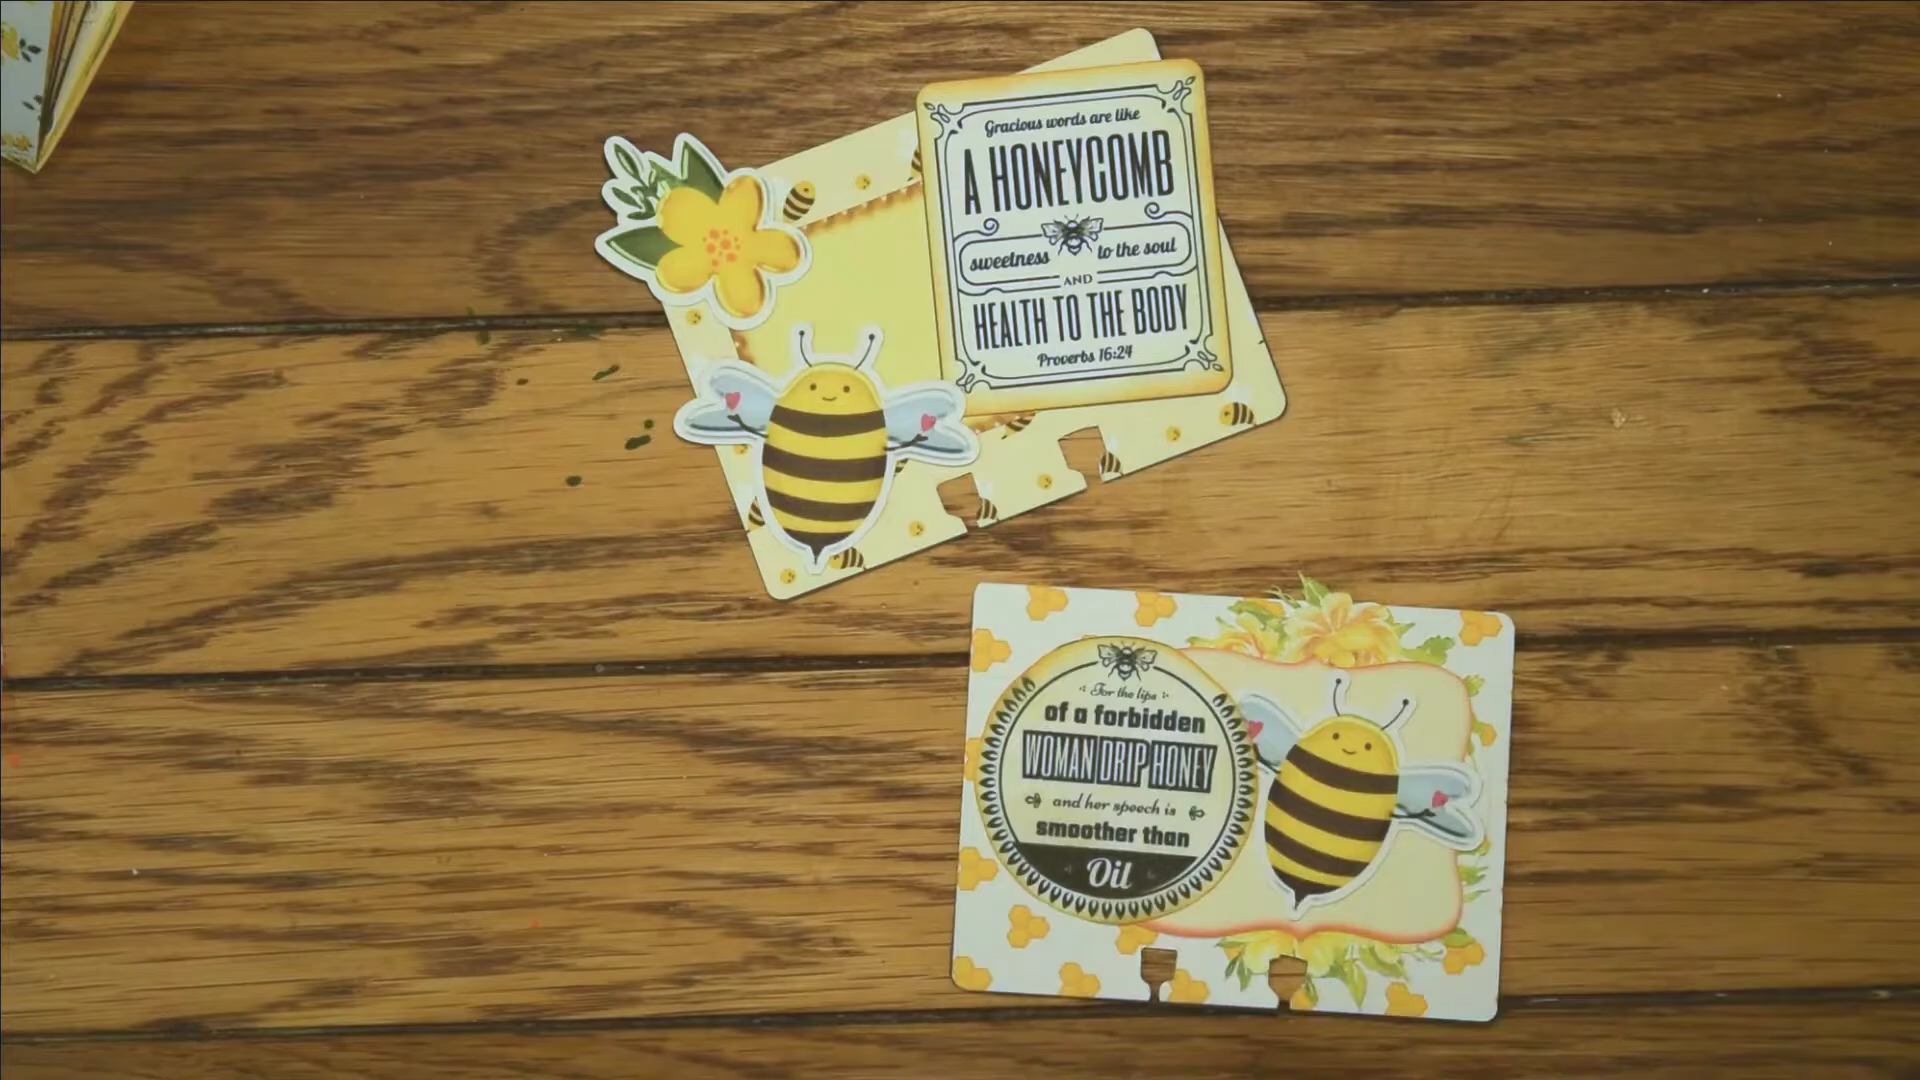 Gracious words are like
A HONEYCOMB
sweetness to the soul
AND
HEALTH TO THE BODY
Proverbs 16:24
For the lips
of a forbidden
WOMAN DRIP HONEY
and her speech is
smoother than
Oil